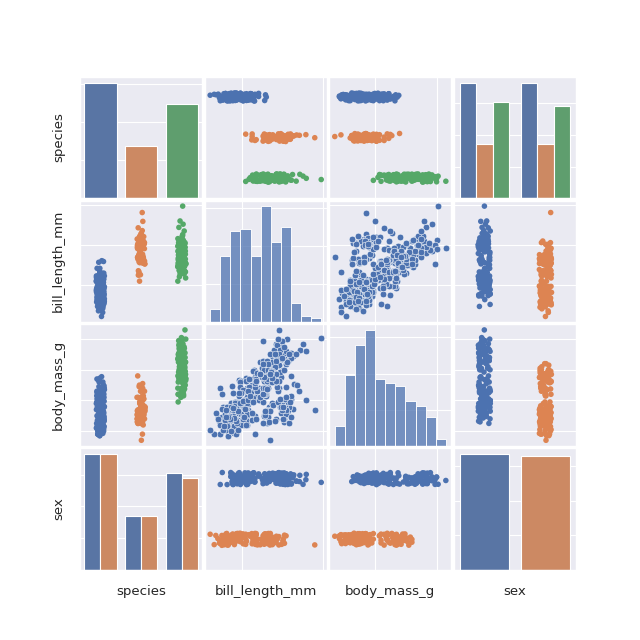 species
bill_length_mm
body_mass_g
sex
species
bill_length_mm
body_mass_g
sex